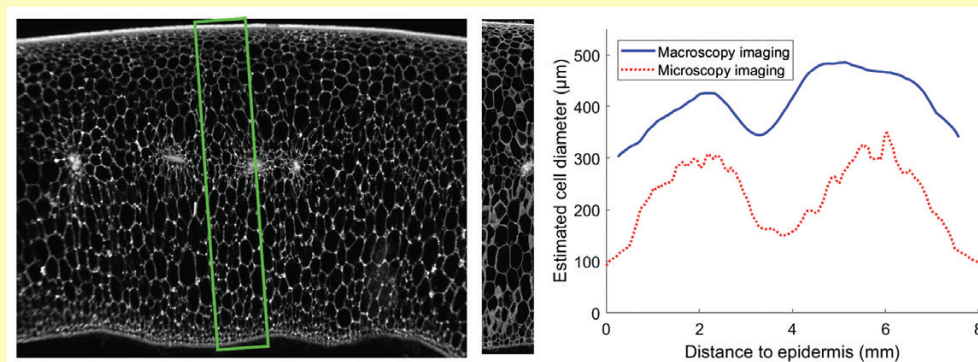 Estimated cell diameter (µm)
500
400
300
200
100
0
Macroscopy imaging
Microscopy imaging
0
2
4
6
8
Distance to epidermis (mm)